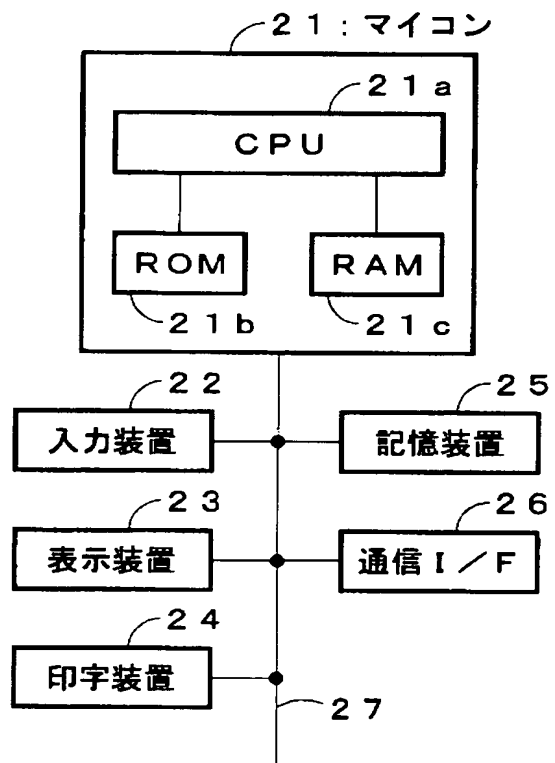 21:マイコン
21a
CPU
ROM
RAM
21b
21c
22
25
入力装置
記憶装置
23
26
表示装置
通信I/F
24
印字装置
27